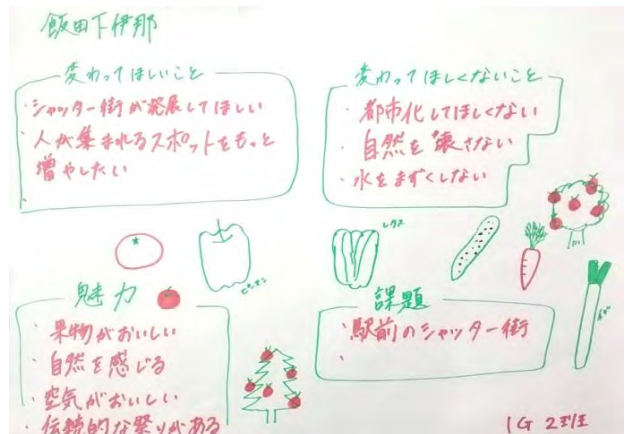 飯田下伊那
変わってほしいこと
・シャッター街が発展してほしい
・人が集まれるスポットをもっと
増やしたい
・
変わってほしくないこと
・都市化してほしくない
・自然を壊さない
・水をまずくしない
レタス
ピーマン
ねぎ
魅力
・果物がおいしい
・自然を感じる
・空気がおいしい
・伝統的な祭りがある
課題
・駅前のシャッター街
・
1G 2班